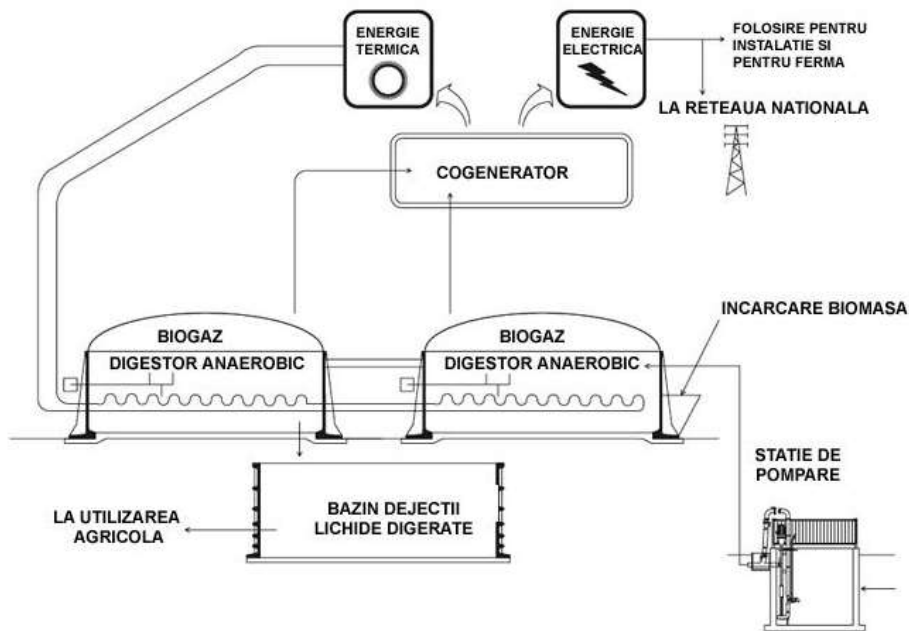 ENERGIE
TERMICA
ENERGIE
ELECTRICA
FOLOSIRE PENTRU
INSTALATIE SI
PENTRU FERMA
LA RETEAUA NATIONALA
COGENERATOR
INCARCARE BIOMASA
BIOGAZ
DIGESTOR ANAEROBIC
BIOGAZ
DIGESTOR ANAEROBIC
STATIE DE
POMPARE
BAZIN DEJECTII
LICHIDE DIGERATE
LA UTILIZAREA
AGRICOLA